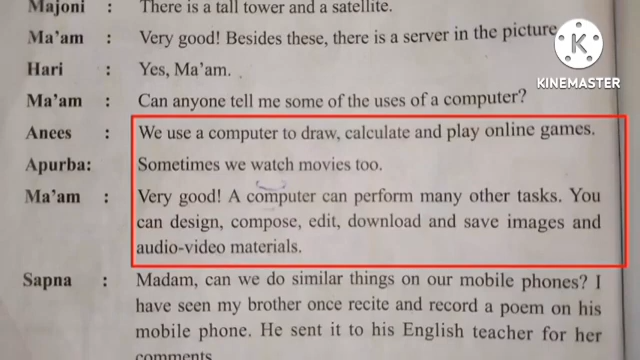 Majoni : There is a tall tower and a satellite.
Ma'am : Very good! Besides these, there is a server in the picture
Hari : Yes, Ma'am.
Ma'am : Can anyone tell me some of the uses of a computer?
Anees : We use a computer to draw, calculate and play online games.
Apurba: Sometimes we watch movies too.
Ma'am : Very good! A computer can perform many other tasks. You
can design, compose, edit, download and save images and
audio-video materials.
Sapna : Madam, can we do similar things on our mobile phones? I
have seen my brother once recite and record a poem on his
mobile phone. He sent it to his English teacher for her
comments.
K
KINEMASTER